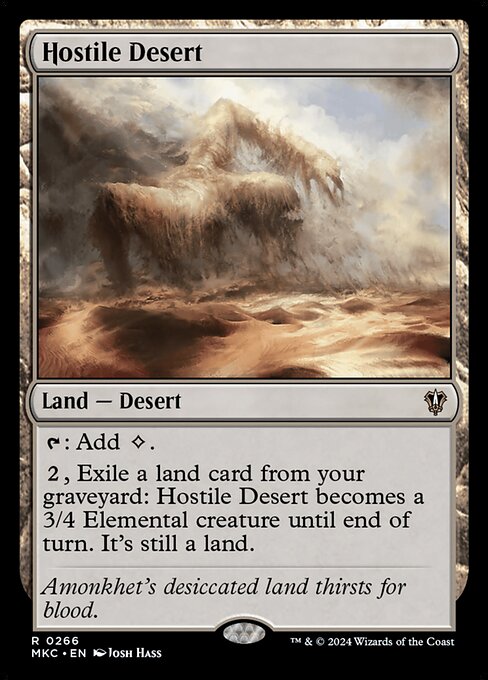 Hostile Desert
Land — Desert
: Add .
2, Exile a land card from your
graveyard: Hostile Desert becomes a
3/4 Elemental creature until end of
turn. It's still a land.
Amonkhet's desiccated land thirsts for
blood.
R 0266
MKC • EN Josh Hass
™ & © 2024 Wizards of the Coast